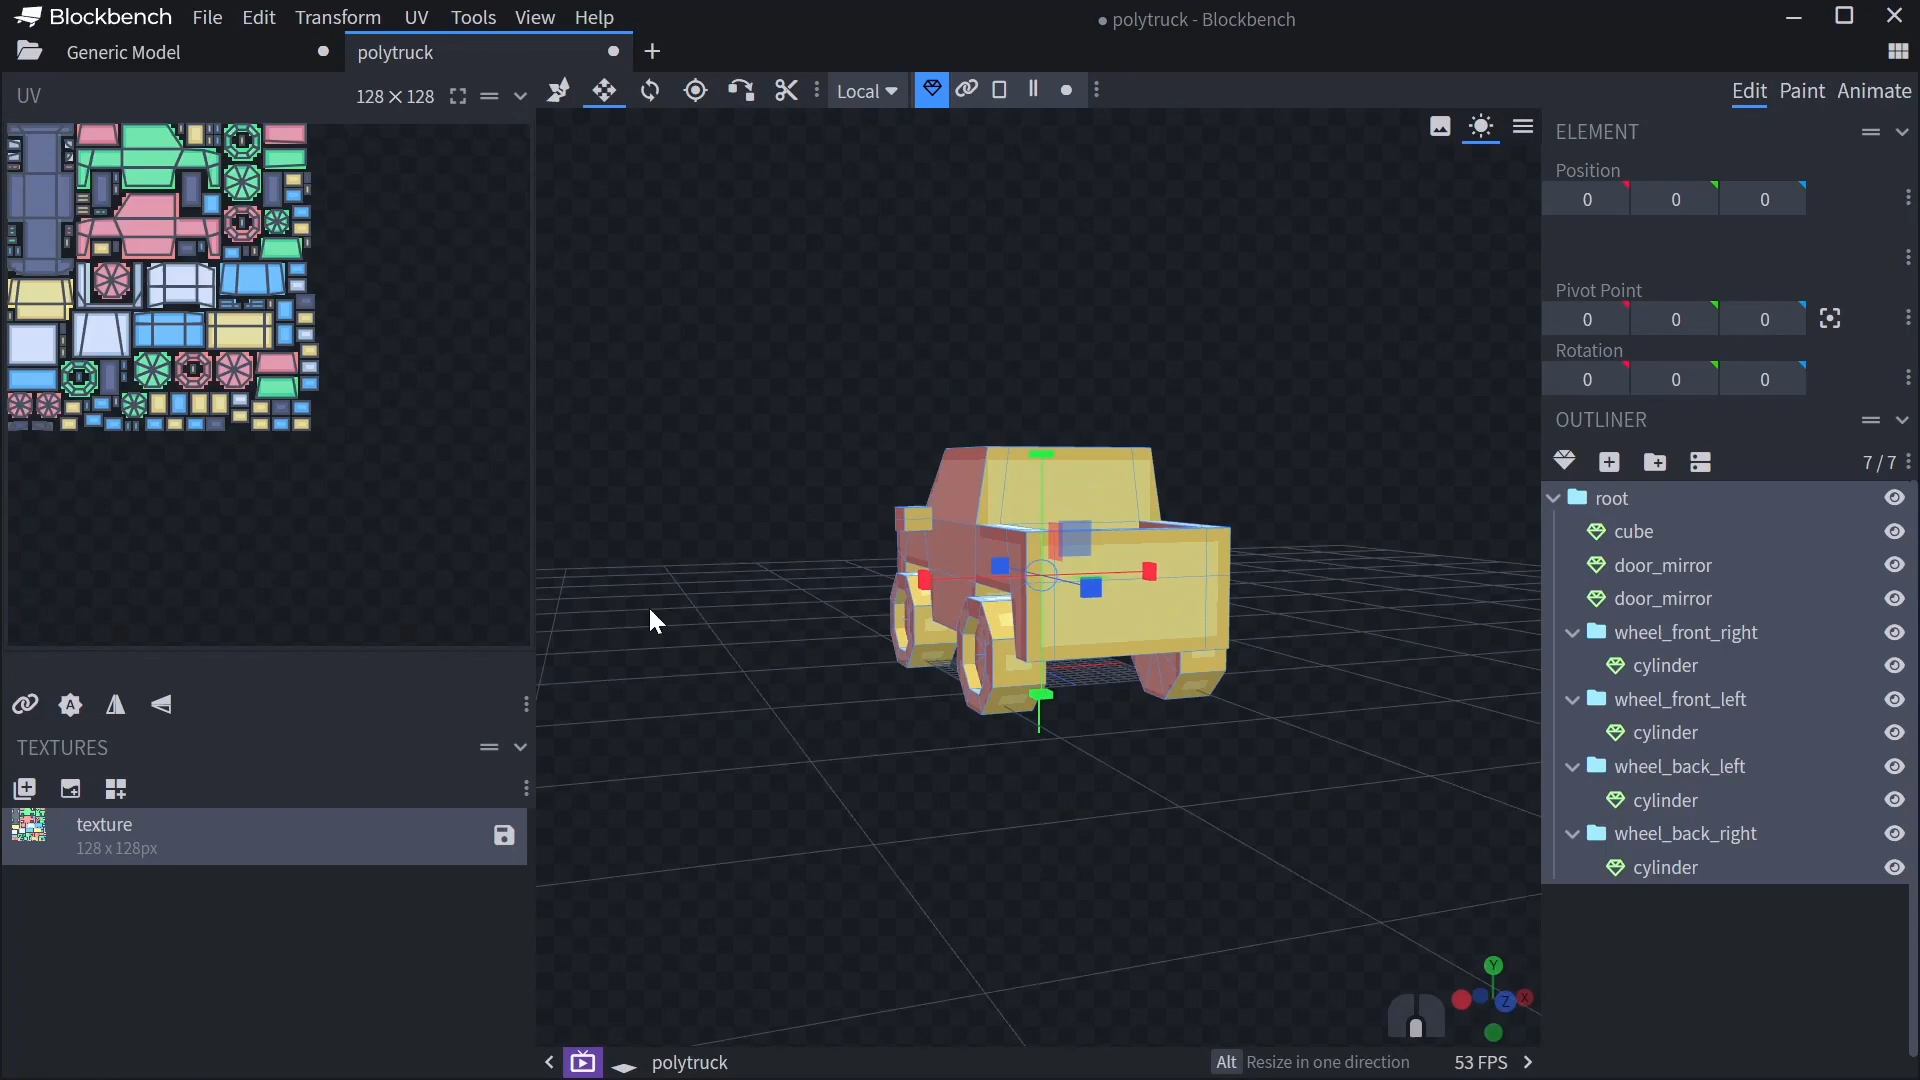 Blockbench File Edit Transform UV Tools View Help
polytruck - Blockbench
Generic Model
polytruck
UV
128 × 128
Local
Edit Paint Animate
ELEMENT
Position
0 0 0
Pivot Point
0 0 0
Rotation
0 0 0
OUTLINER
7 / 7
root
cube
door_mirror
door_mirror
wheel_front_right
cylinder
wheel_front_left
cylinder
wheel_back_left
cylinder
wheel_back_right
cylinder
A
TEXTURES
texture
128 x 128px
Y
Z
X
polytruck
Alt Resize in one direction
53 FPS